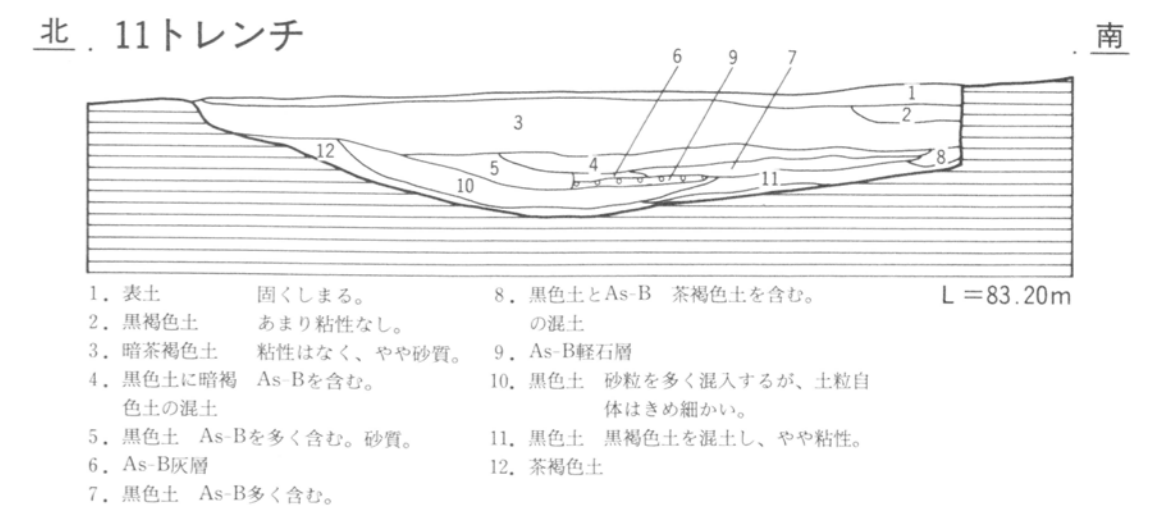 北 . 11トレンチ . 南
6 9 7
1
2
3
12
5 4 8
10 11
1. 表土 固くしまる。
2. 黒褐色土 あまり粘性なし。
3. 暗茶褐色土 粘性はなく、やや砂質。
4. 黒色土に暗褐 As-Bを含む。
色土の混土
5. 黒色土 As-Bを多く含む。砂質。
6. As-B灰層
7. 黒色土 As-B多く含む。
8. 黒色土とAs-B 茶褐色土を含む。
の混土
9. As-B軽石層
10. 黒色土 砂粒を多く混入するが、土粒自
体はきめ細かい。
11. 黒色土 黒褐色土を混土し、やや粘性。
12. 茶褐色土
L=83.20m